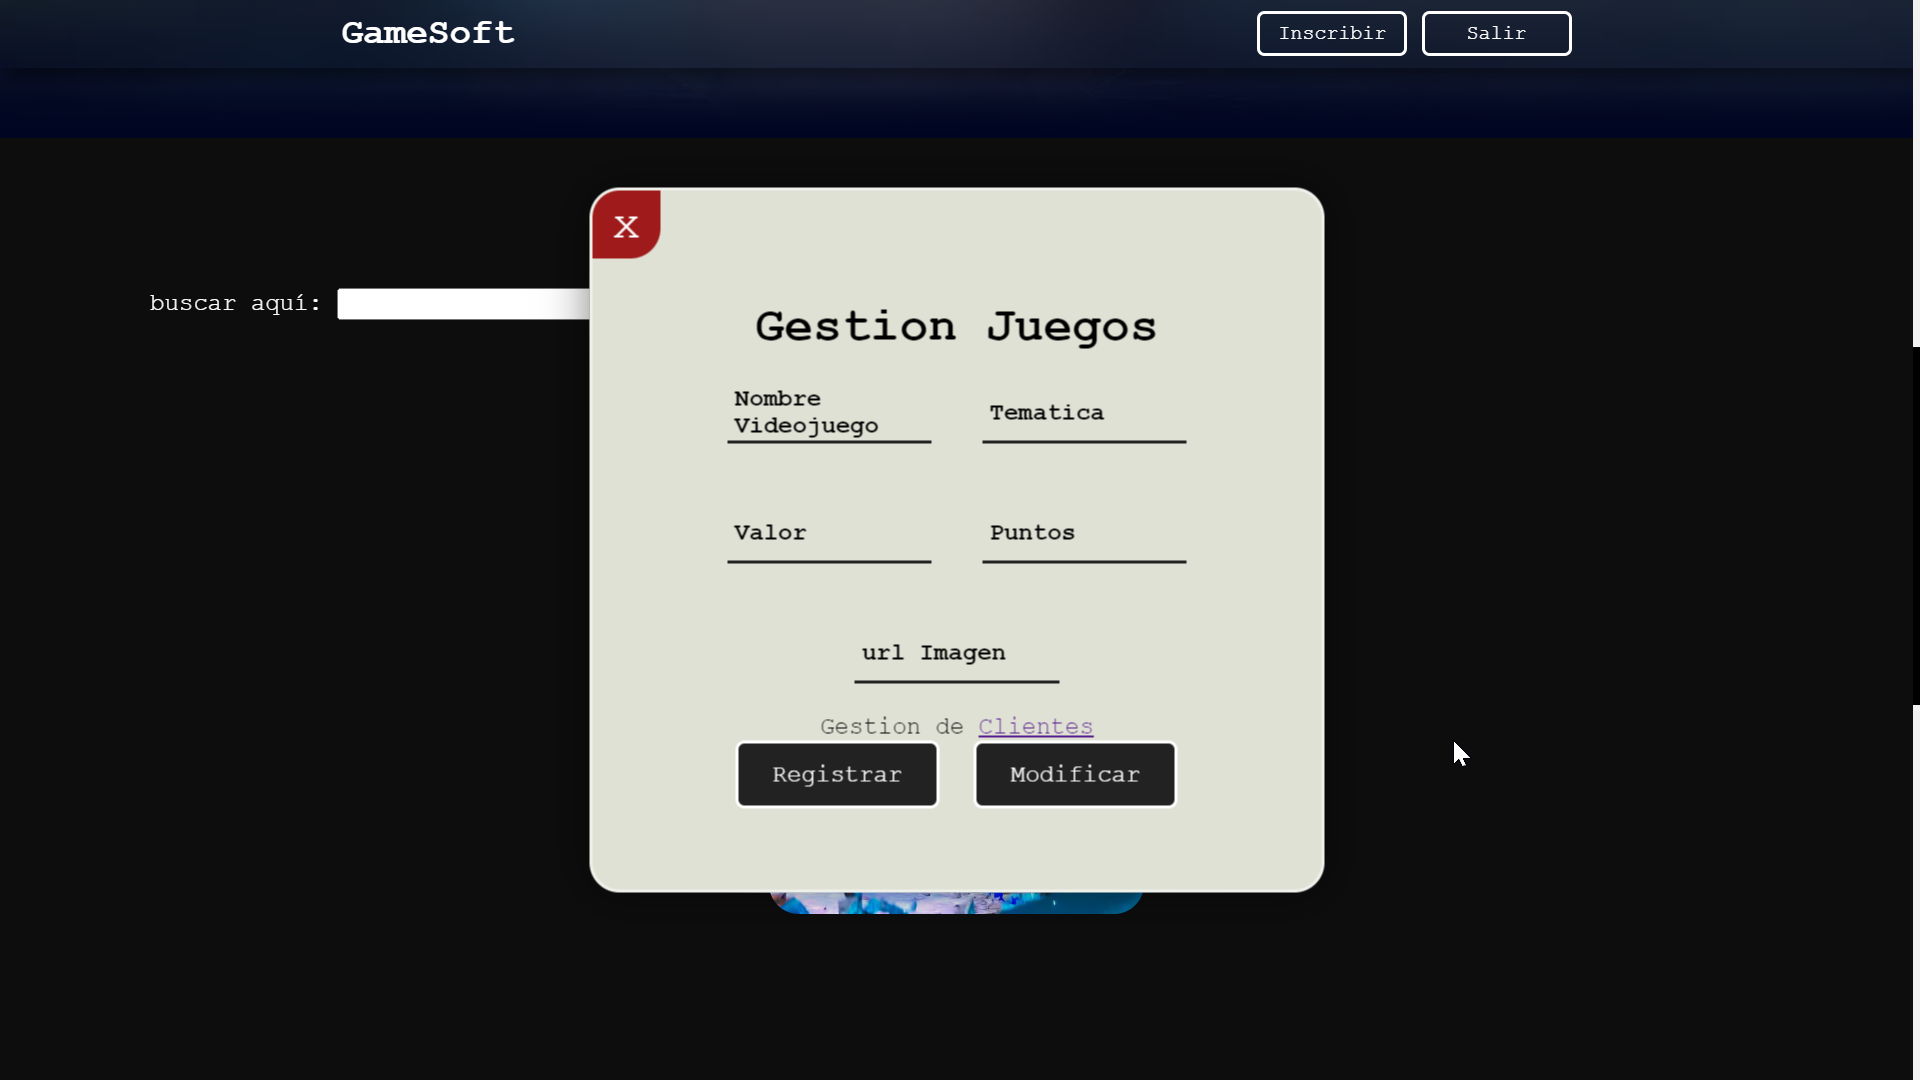 GameSoft
Inscribir
Salir
buscar aquí:
X
Gestion Juegos
Nombre
Videojuego
Tematica
Valor
Puntos
url Imagen
Gestion de Clientes
Registrar
Modificar